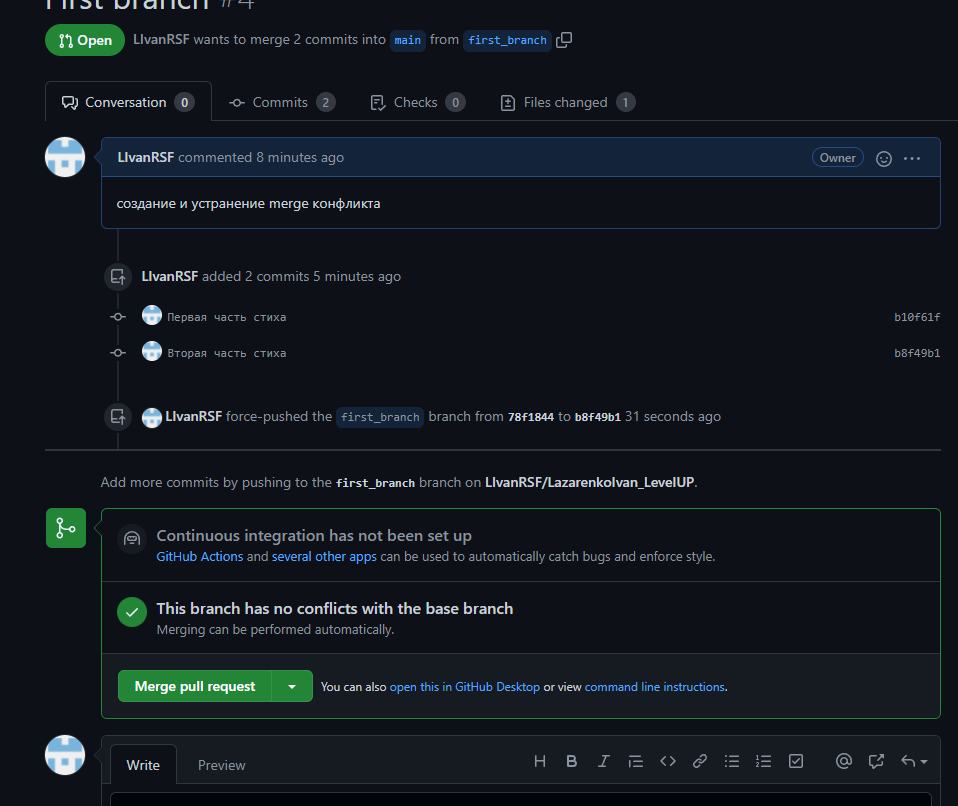 First branch #4
Open LIvanRSF wants to merge 2 commits into main from first_branch
Conversation 0 Commits 2 Checks 0 Files changed 1
LIvanRSF commented 8 minutes ago Owner
создание и устранение merge конфликта
LIvanRSF added 2 commits 5 minutes ago
Первая часть стиха b10f61f
Вторая часть стиха b8f49b1
LIvanRSF force-pushed the first_branch branch from 78f1844 to b8f49b1 31 seconds ago
Add more commits by pushing to the first_branch branch on LIvanRSF/LazarenkoIvan_LevelUP.
Continuous integration has not been set up
GitHub Actions and several other apps can be used to automatically catch bugs and enforce style.
This branch has no conflicts with the base branch
Merging can be performed automatically.
Merge pull request You can also open this in GitHub Desktop or view command line instructions.
Write Preview